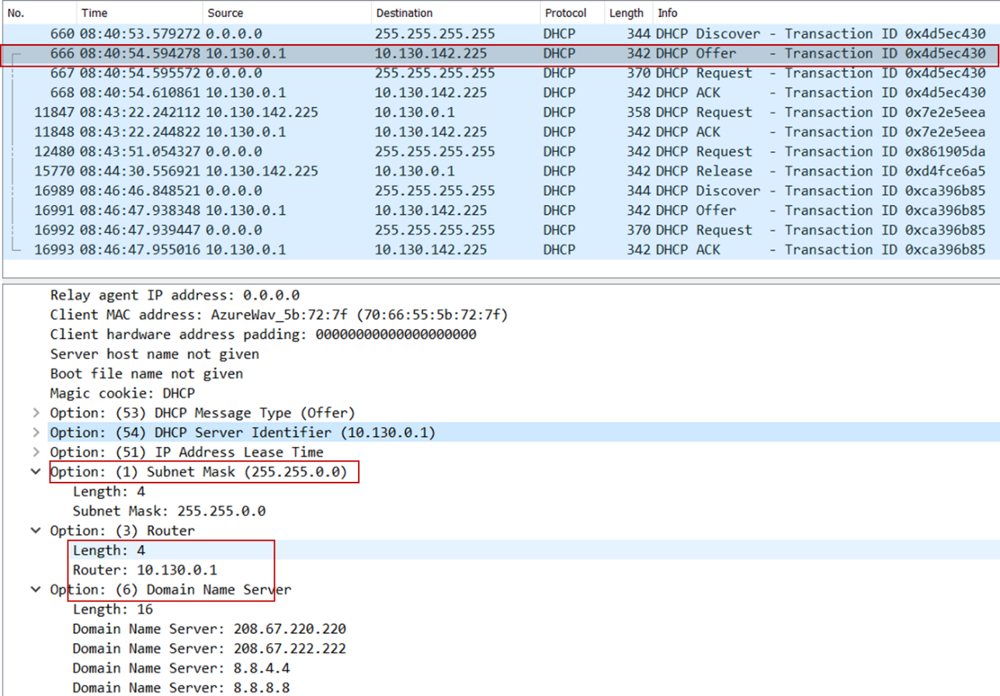 No. Time Source Destination Protocol Length Info
660 08:40:53.579272 0.0.0.0 255.255.255.255 DHCP 344 DHCP Discover - Transaction ID 0x4d5ec430
666 08:40:54.594278 10.130.0.1 10.130.142.225 DHCP 342 DHCP Offer - Transaction ID 0x4d5ec430
667 08:40:54.595572 0.0.0.0 255.255.255.255 DHCP 370 DHCP Request - Transaction ID 0x4d5ec430
668 08:40:54.610861 10.130.0.1 10.130.142.225 DHCP 342 DHCP ACK - Transaction ID 0x4d5ec430
11847 08:43:22.242112 10.130.142.225 10.130.0.1 DHCP 358 DHCP Request - Transaction ID 0x7e2e5eea
11848 08:43:22.244822 10.130.0.1 10.130.142.225 DHCP 342 DHCP ACK - Transaction ID 0x7e2e5eea
12480 08:43:51.054327 0.0.0.0 255.255.255.255 DHCP 342 DHCP Request - Transaction ID 0x861905da
15770 08:44:30.556921 10.130.142.225 10.130.0.1 DHCP 342 DHCP Release - Transaction ID 0xd4fce6a5
16989 08:46:46.848521 0.0.0.0 255.255.255.255 DHCP 344 DHCP Discover - Transaction ID 0xca396b85
16991 08:46:47.938348 10.130.0.1 10.130.142.225 DHCP 342 DHCP Offer - Transaction ID 0xca396b85
16992 08:46:47.939447 0.0.0.0 255.255.255.255 DHCP 370 DHCP Request - Transaction ID 0xca396b85
16993 08:46:47.955016 10.130.0.1 10.130.142.225 DHCP 342 DHCP ACK - Transaction ID 0xca396b85
Relay agent IP address: 0.0.0.0
Client MAC address: AzureWav_5b:72:7f (70:66:55:5b:72:7f)
Client hardware address padding: 00000000000000000000
Server host name not given
Boot file name not given
Magic cookie: DHCP
Option: (53) DHCP Message Type (Offer)
Option: (54) DHCP Server Identifier (10.130.0.1)
Option: (51) IP Address Lease Time
Option: (1) Subnet Mask (255.255.0.0)
Length: 4
Subnet Mask: 255.255.0.0
Option: (3) Router
Length: 4
Router: 10.130.0.1
Option: (6) Domain Name Server
Length: 16
Domain Name Server: 208.67.220.220
Domain Name Server: 208.67.222.222
Domain Name Server: 8.8.4.4
Domain Name Server: 8.8.8.8